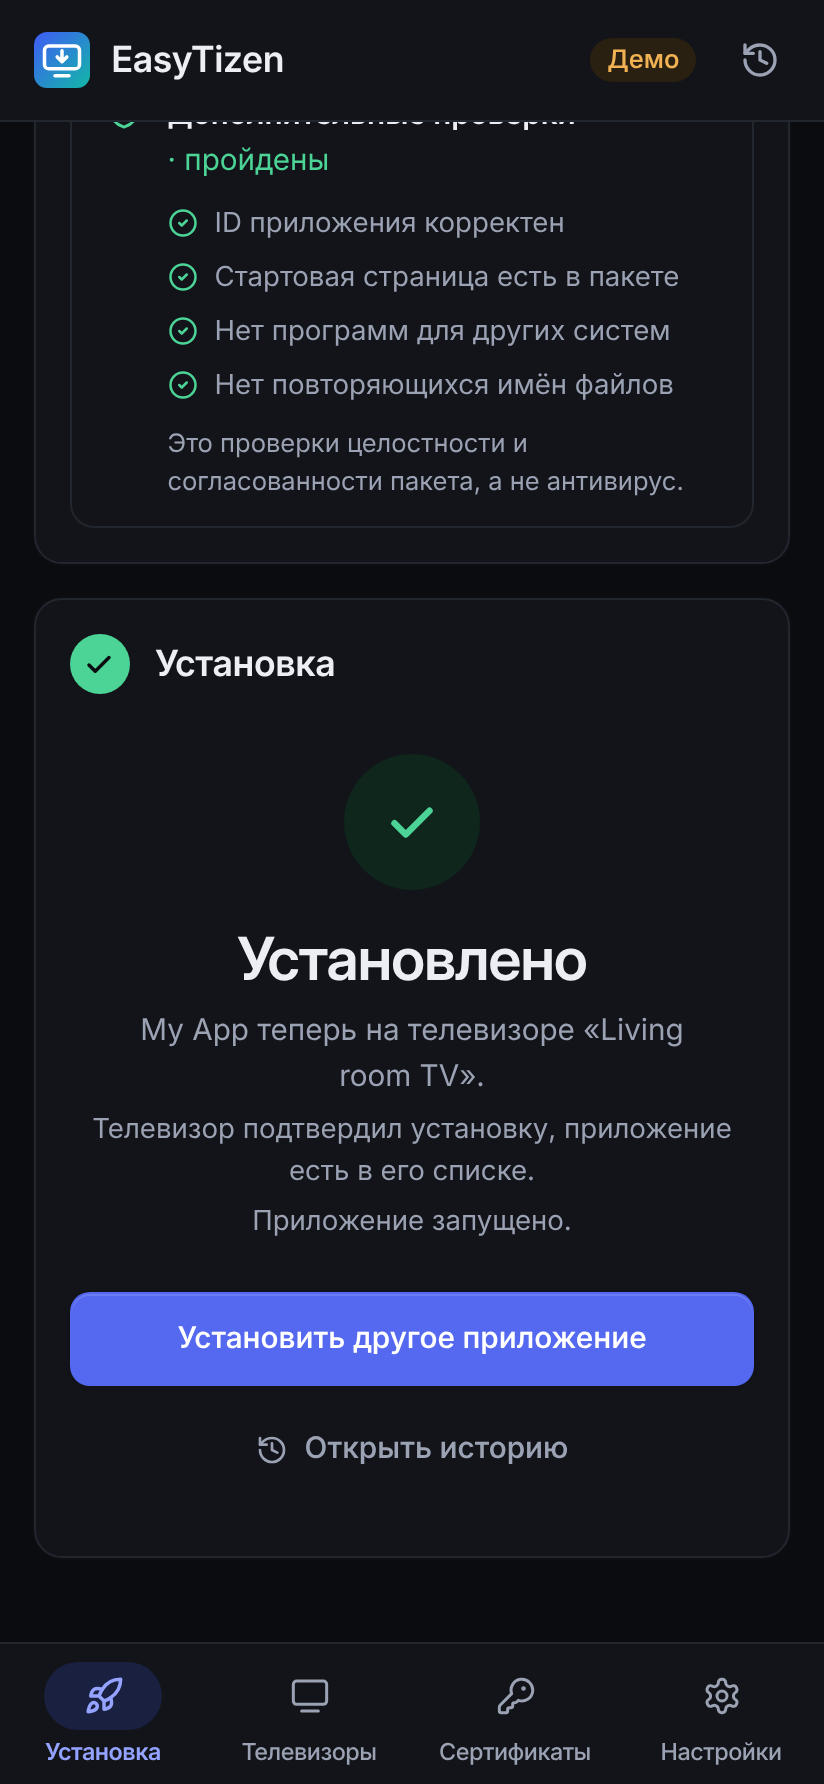 EasyTizen
Демо
Дополнительные проверки
· пройдены
ID приложения корректен
Стартовая страница есть в пакете
Нет программ для других систем
Нет повторяющихся имён файлов
Это проверки целостности и
согласованности пакета, а не антивирус.
Установка
Установлено
My App теперь на телевизоре «Living
room TV».
Телевизор подтвердил установку, приложение
есть в его списке.
Приложение запущено.
Установить другое приложение
Открыть историю
Установка
Телевизоры
Сертификаты
Настройки